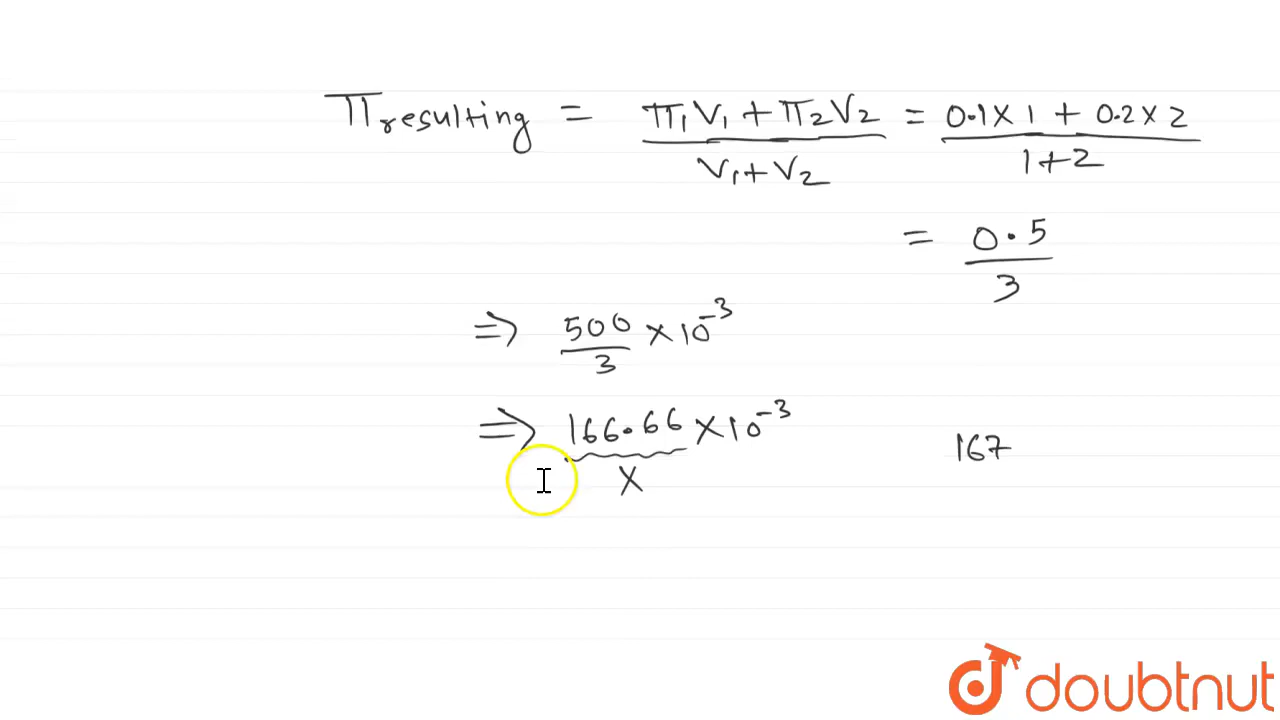 π resulting = π₁V₁ + π₂V₂ / V₁ + V₂ = 0.1 × 1 + 0.2 × 2 / 1 + 2
= 0.5 / 3
⇒ 500 / 3 × 10⁻³
⇒ 166.66 × 10⁻³
x
167
doubtnut